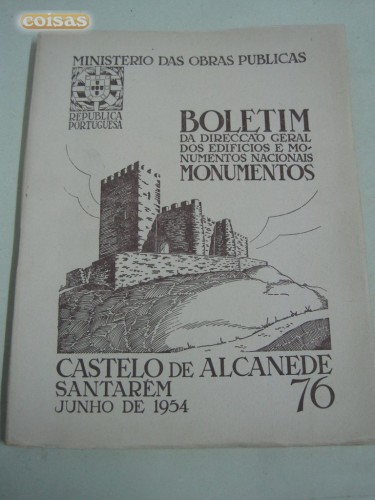 coisas
MINISTERIO DAS OBRAS PUBLICAS
REPUBLICA
PORTUGUESA
BOLETIM
DA DIRECCÃO GERAL
DOS EDIFICIOS E MO-
NUMENTOS NACIONAIS
MONUMENTOS
CASTELO DE ALCANEDE
SANTARÉM
JUNHO DE 1954
76